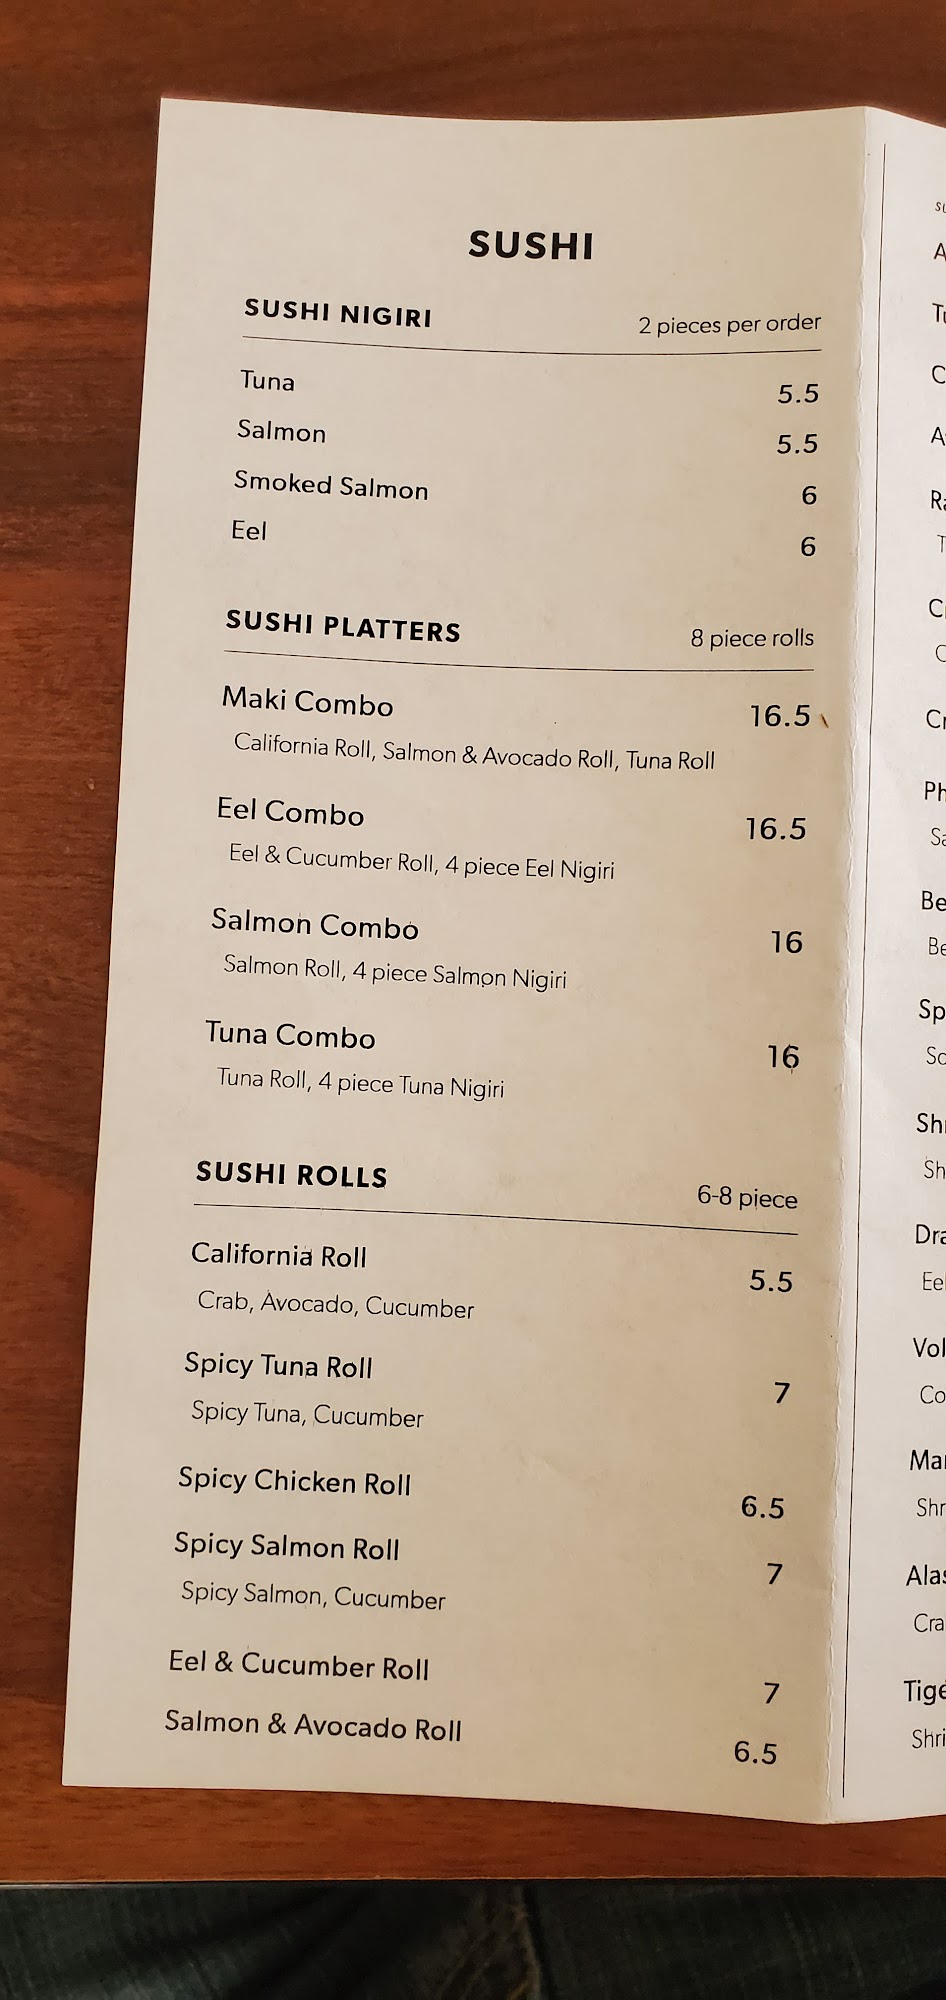 SUSHI
SUSHI NIGIRI 2 pieces per order
Tuna 5.5
Salmon 5.5
Smoked Salmon 6
Eel 6
SUSHI PLATTERS 8 piece rolls
Maki Combo 16.5
California Roll, Salmon & Avocado Roll, Tuna Roll
Eel Combo 16.5
Eel & Cucumber Roll, 4 piece Eel Nigiri
Salmon Combo 16
Salmon Roll, 4 piece Salmon Nigiri
Tuna Combo 16
Tuna Roll, 4 piece Tuna Nigiri
SUSHI ROLLS 6-8 piece
California Roll 5.5
Crab, Avocado, Cucumber
Spicy Tuna Roll 7
Spicy Tuna, Cucumber
Spicy Chicken Roll 6.5
Spicy Salmon Roll 7
Spicy Salmon, Cucumber
Eel & Cucumber Roll 7
Salmon & Avocado Roll 6.5